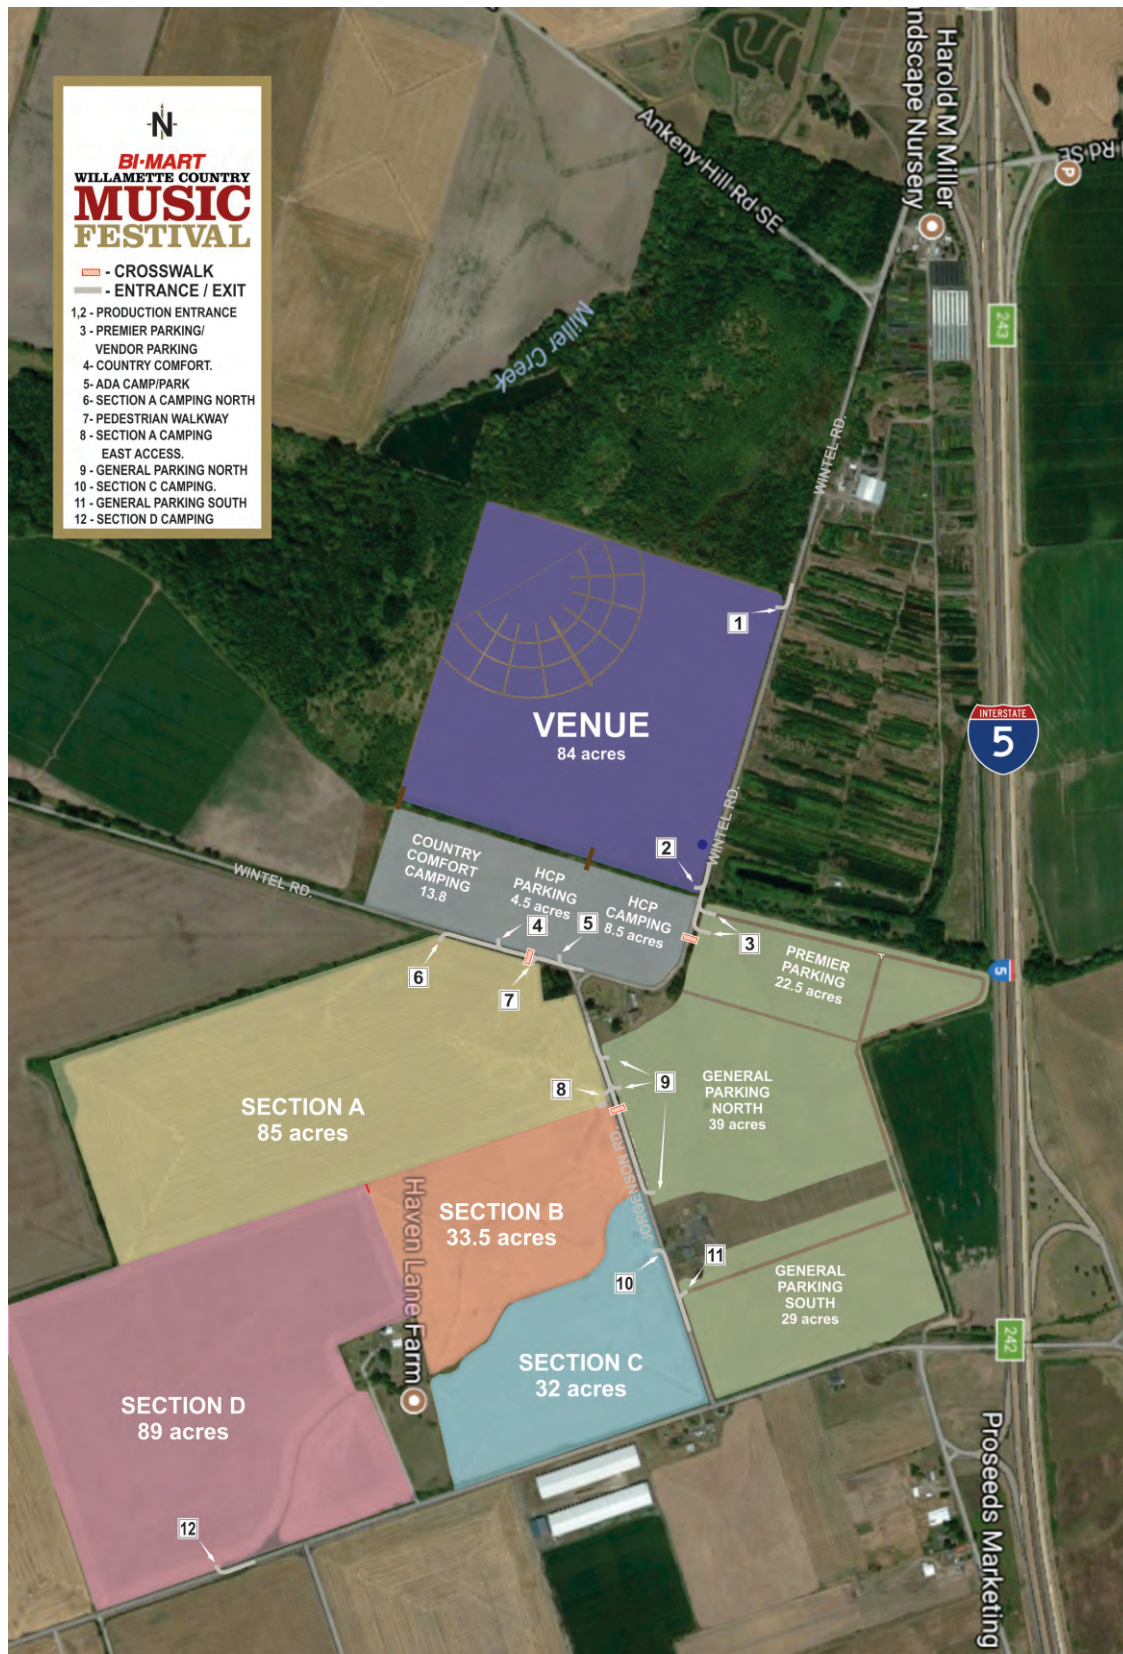 N
BI-MART
WILLAMETTE COUNTRY
MUSIC
FESTIVAL
- CROSSWALK
- ENTRANCE / EXIT
1,2 - PRODUCTION ENTRANCE
3 - PREMIER PARKING/
VENDOR PARKING
4- COUNTRY COMFORT.
5- ADA CAMP/PARK
6- SECTION A CAMPING NORTH
7- PEDESTRIAN WALKWAY
8 - SECTION A CAMPING
EAST ACCESS.
9 - GENERAL PARKING NORTH
10 - SECTION C CAMPING.
11 - GENERAL PARKING SOUTH
12 - SECTION D CAMPING
Harold M Miller
ndscape Nursery
Ankeny Hill Rd SE
Rd SE
P
243
Miller Creek
WINTEL RD.
1
INTERSTATE
5
VENUE
84 acres
WINTEL RD.
2
COUNTRY
COMFORT
CAMPING
13.8
HCP
PARKING
4.5 acres
HCP
CAMPING
8.5 acres
WINTEL RD.
4
5
3
6
7
PREMIER
PARKING
22.5 acres
5
8
9
GENERAL
PARKING
NORTH
39 acres
SECTION A
85 acres
JORGENSON RD.
SECTION B
33.5 acres
Haven Lane Farm
10
11
GENERAL
PARKING
SOUTH
29 acres
242
SECTION C
32 acres
SECTION D
89 acres
12
Proseeds Marketing